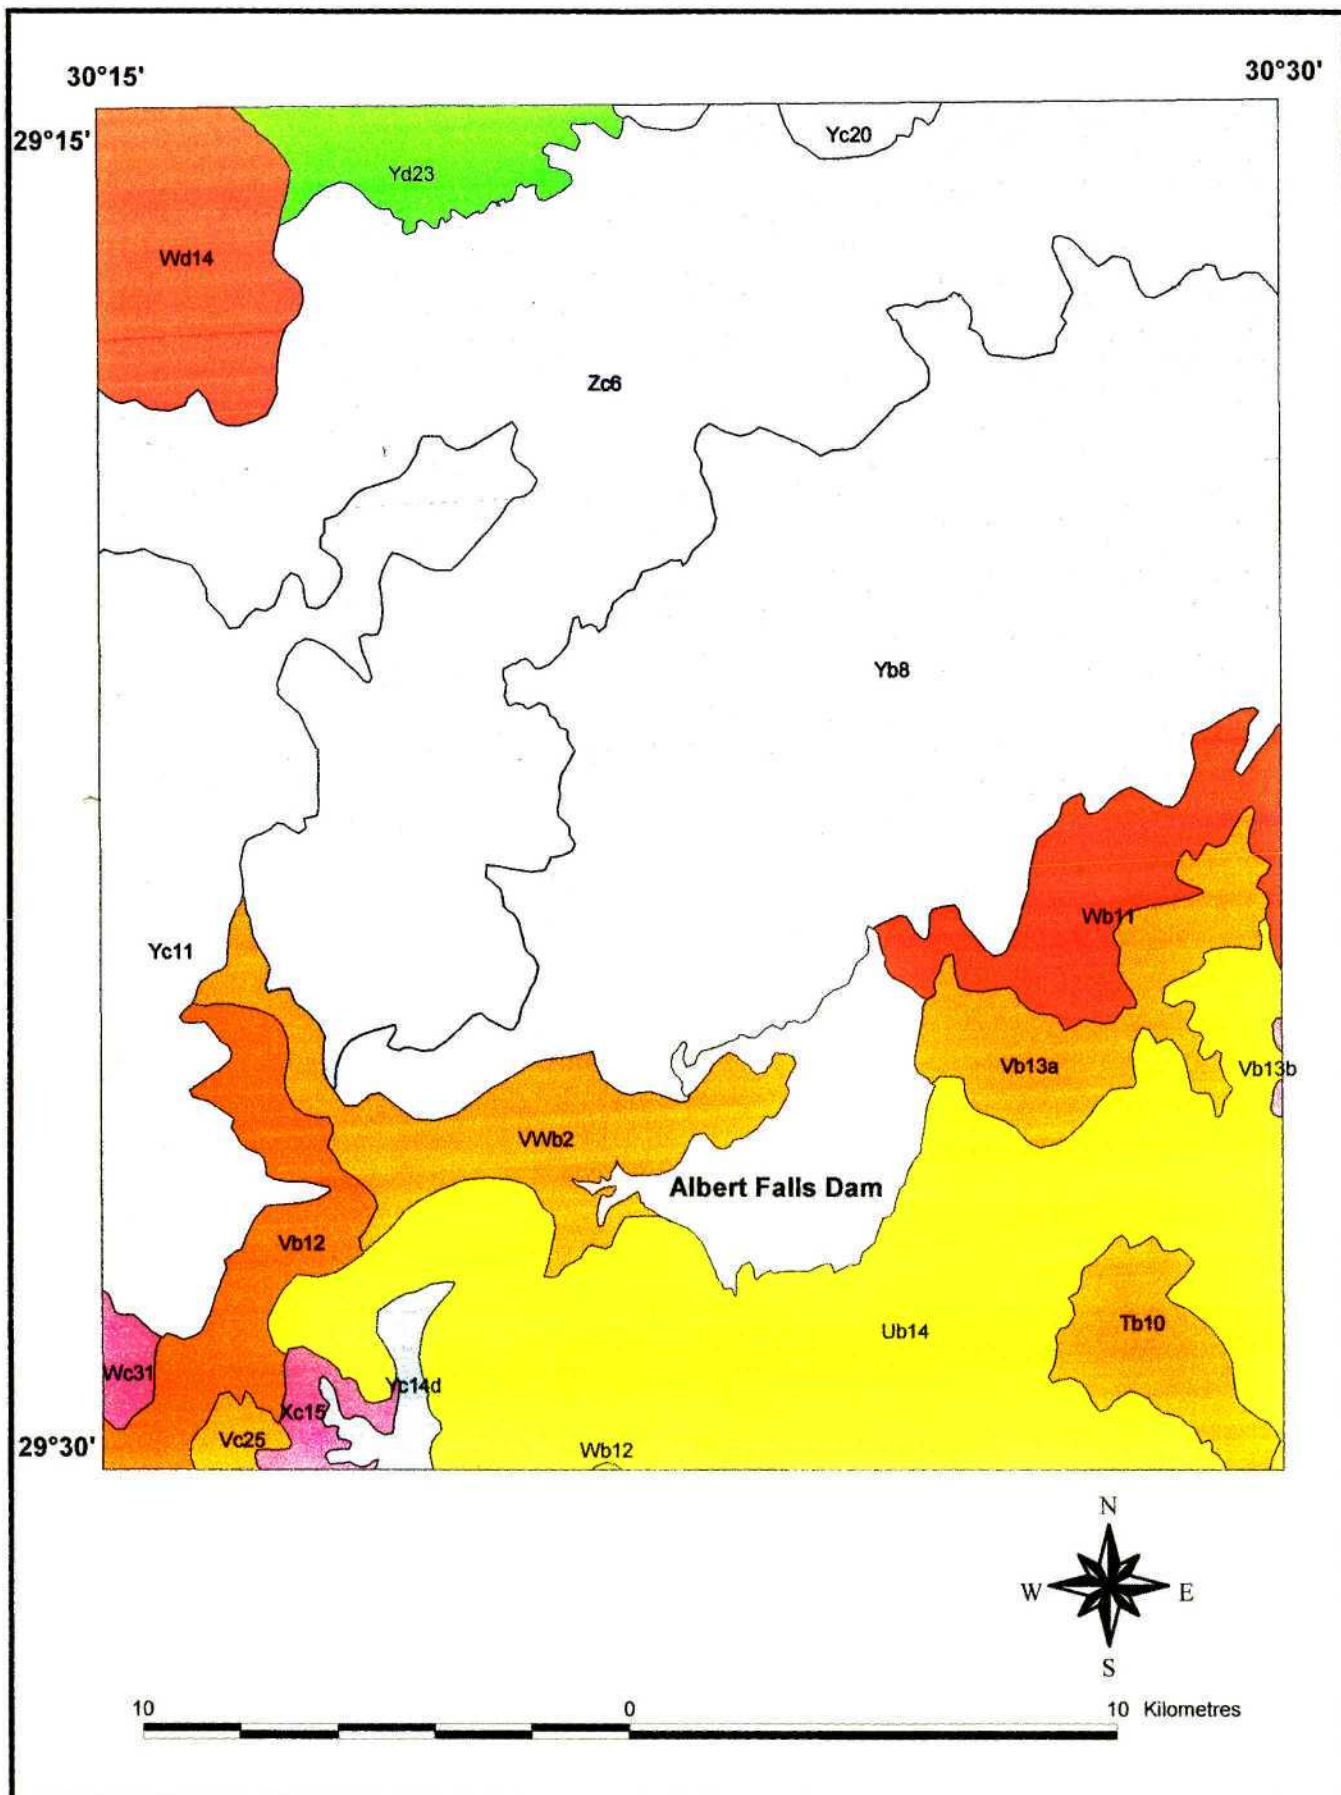 30°15'
30°30'
29°15'
Yc20
Yd23
Wd14
Zc6
Yb8
Wb11
Yc11
Vb13a
Vb13b
VWb2
Albert Falls Dam
Vb12
Tb10
Ub14
Wc31
Yc14d
Xc15
Vc25
29°30'
Wb12
N
W E
S
10 0 10 Kilometres